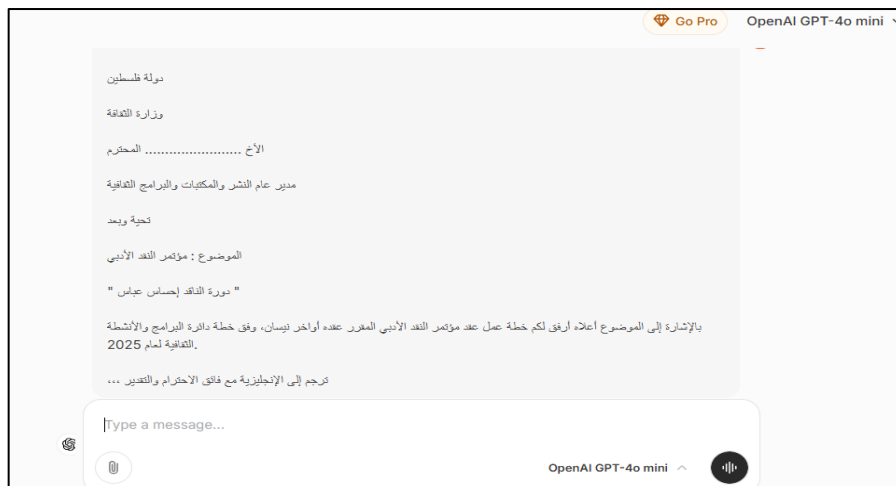 Go Pro
OpenAI GPT-4o mini
دولة فلسطين
وزارة الثقافة
الأخ ........................ المحترم
مدير عام النشر والمكتبات والبرامج الثقافية
تحية وبعد
الموضوع : مؤتمر النقد الأدبي
" دورة الناقد إحساس عباس "
بالإشارة إلى الموضوع أعلاه أرفق لكم خطة عمل عقد مؤتمر النقد الأدبي المقرر عقده أواخر نيسان، وفق خطة دائرة البرامج والأنشطة
الثقافية لعام 2025.
ترجم إلى الإنجليزية مع فائق الاحترام والتقدير ،،،
Type a message...
OpenAI GPT-4o mini